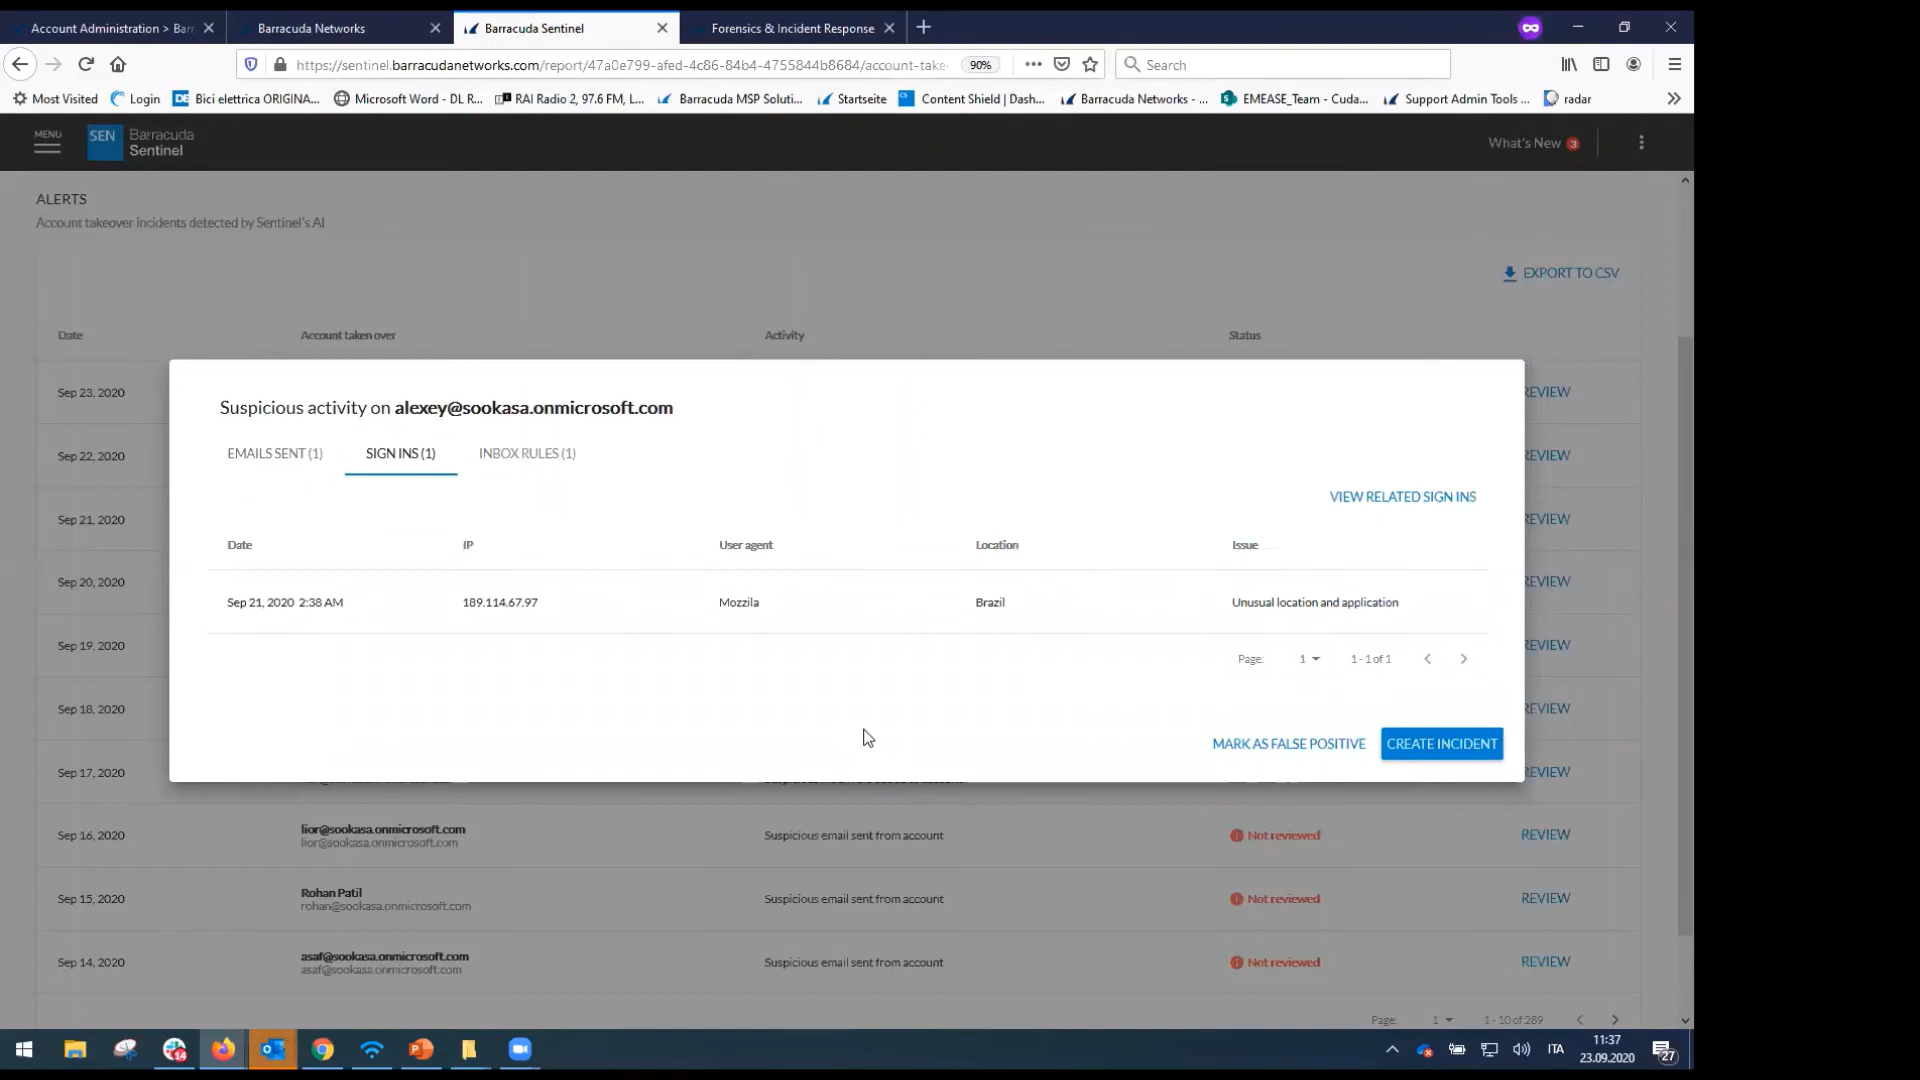 Account Administration > Barr
Barracuda Networks
Barracuda Sentinel
Forensics & Incident Response
https://sentinel.barracudanetworks.com/report/47a0e799-afed-4c86-84b4-4755844b8684/account-take
90%
Search
Most Visited
Login
DE
Bici elettrica ORIGINA...
Microsoft Word - DL R...
RAI Radio 2, 97.6 FM, L...
Barracuda MSP Soluti...
Startseite
CS
Content Shield | Dash...
Barracuda Networks - ...
EMEASE_Team - Cuda...
Support Admin Tools ...
radar
MENU
SEN
Barracuda
Sentinel
What's New 3
ALERTS
Account takeover incidents detected by Sentinel's AI
EXPORT TO CSV
Date
Account taken over
Activity
Status
Sep 23, 2020
REVIEW
Sep 22, 2020
REVIEW
Sep 21, 2020
REVIEW
Sep 20, 2020
REVIEW
Sep 19, 2020
REVIEW
Sep 18, 2020
REVIEW
Sep 17, 2020
REVIEW
Suspicious activity on alexey@sookasa.onmicrosoft.com
EMAILS SENT (1)
SIGN INS (1)
INBOX RULES (1)
VIEW RELATED SIGN INS
Date
IP
User agent
Location
Issue
Sep 21, 2020 2:38 AM
189.114.67.97
Mozzila
Brazil
Unusual location and application
Page:
1
1 - 1 of 1
MARK AS FALSE POSITIVE
CREATE INCIDENT
Sep 16, 2020
lior@sookasa.onmicrosoft.com
lior@sookasa.onmicrosoft.com
Suspicious email sent from account
Not reviewed
REVIEW
Sep 15, 2020
Rohan Patil
rohan@sookasa.onmicrosoft.com
Suspicious email sent from account
Not reviewed
REVIEW
Sep 14, 2020
asaf@sookasa.onmicrosoft.com
asaf@sookasa.onmicrosoft.com
Suspicious email sent from account
Not reviewed
REVIEW
Page:
1
1 - 10 of 289
14
ITA
11:37
23.09.2020
27